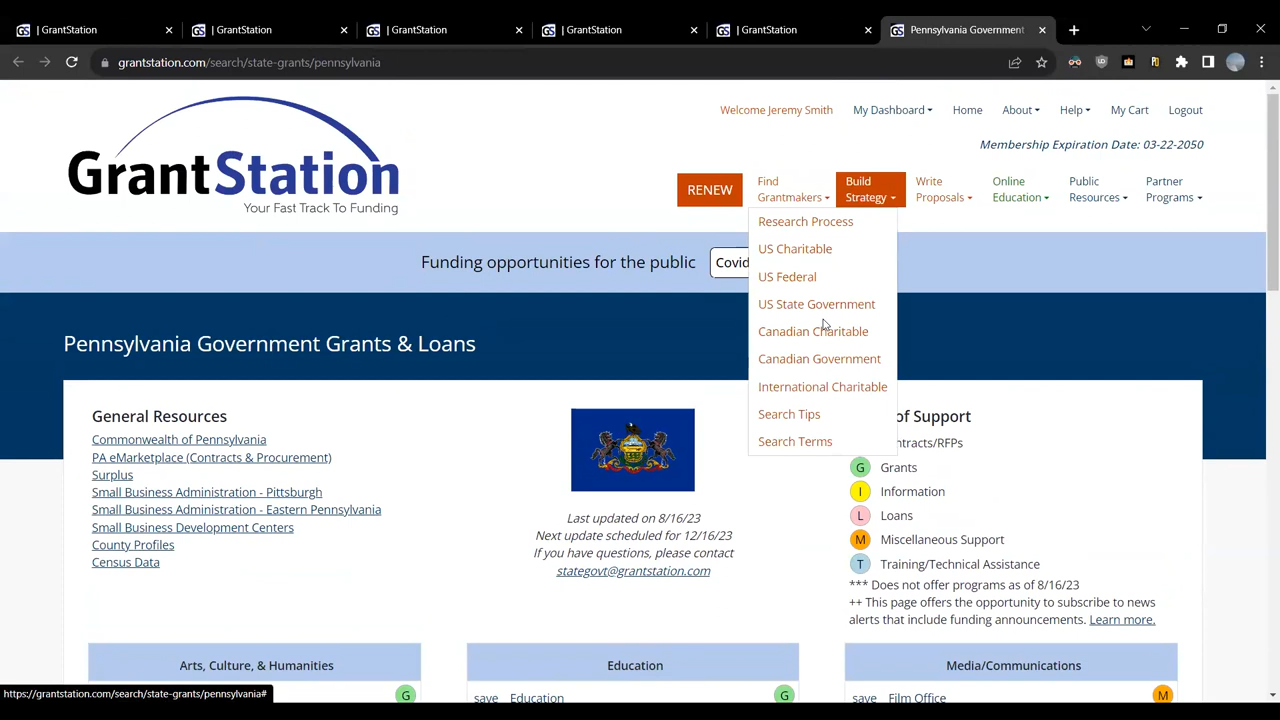 | GrantStation
| GrantStation
| GrantStation
| GrantStation
| GrantStation
Pennsylvania Government
grantstation.com/search/state-grants/pennsylvania
Welcome Jeremy Smith
My Dashboard
Home
About
Help
My Cart
Logout
Membership Expiration Date: 03-22-2050
GS
GrantStation
Your Fast Track To Funding
RENEW
Find Grantmakers
Build Strategy
Write Proposals
Online Education
Public Resources
Partner Programs
Research Process
US Charitable
US Federal
US State Government
Canadian Charitable
Canadian Government
International Charitable
Search Tips
Search Terms
Funding opportunities for the public
Covid
Pennsylvania Government Grants & Loans
General Resources
Commonwealth of Pennsylvania
PA eMarketplace (Contracts & Procurement)
Surplus
Small Business Administration - Pittsburgh
Small Business Administration - Eastern Pennsylvania
Small Business Development Centers
County Profiles
Census Data
Last updated on 8/16/23
Next update scheduled for 12/16/23
If you have questions, please contact
stategovt@grantstation.com
of Support
ontracts/RFPs
G Grants
I Information
L Loans
M Miscellaneous Support
T Training/Technical Assistance
*** Does not offer programs as of 8/16/23
++ This page offers the opportunity to subscribe to news
alerts that include funding announcements. Learn more.
Arts, Culture, & Humanities
Education
Media/Communications
G
save Education G
save Film Office M
https://grantstation.com/search/state-grants/pennsylvania#